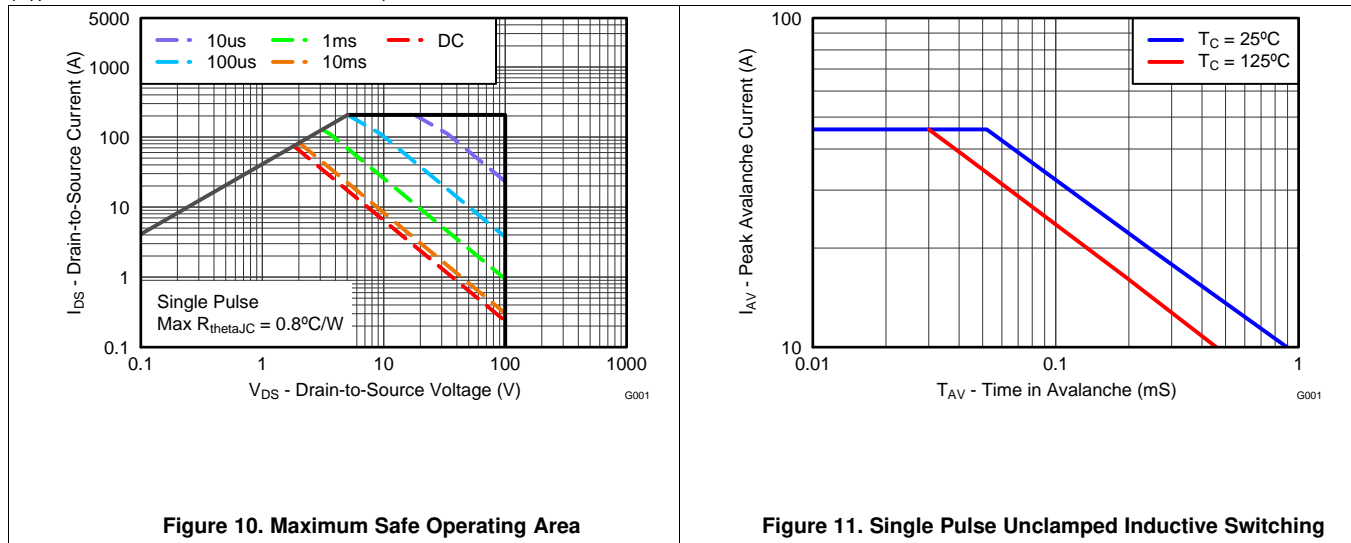 5000
1000
100
10
1
0.1
I_DS - Drain-to-Source Current (A)
10us 1ms DC
100us 10ms
Single Pulse
Max R_thetaJC = 0.8ºC/W
0.1 1 10 100 1000
V_DS - Drain-to-Source Voltage (V)
G001
Figure 10. Maximum Safe Operating Area
100
10
I_AV - Peak Avalanche Current (A)
T_C = 25ºC
T_C = 125ºC
0.01 0.1 1
T_AV - Time in Avalanche (mS)
G001
Figure 11. Single Pulse Unclamped Inductive Switching